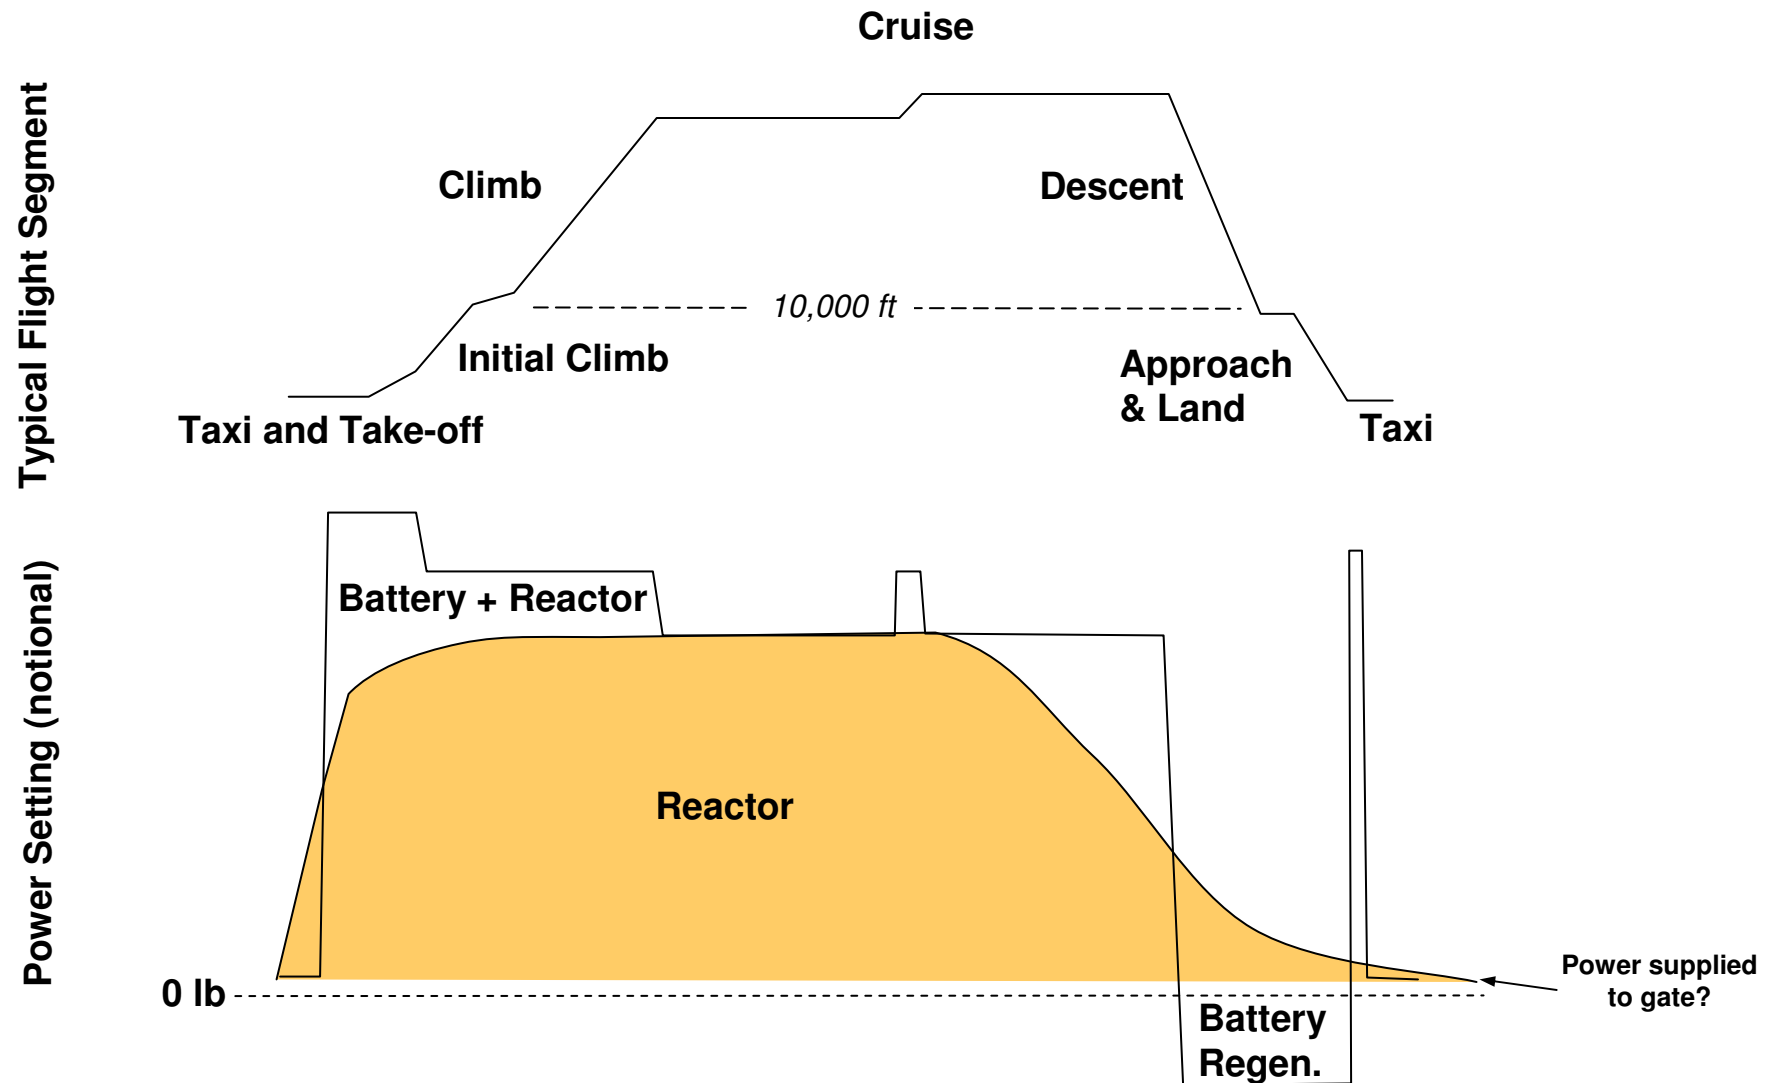 Cruise
Typical Flight Segment
Climb
Descent
10,000 ft
Initial Climb
Approach
& Land
Taxi and Take-off
Taxi
Power Setting (notional)
Battery + Reactor
Reactor
0 lb
Power supplied
to gate?
Battery
Regen.